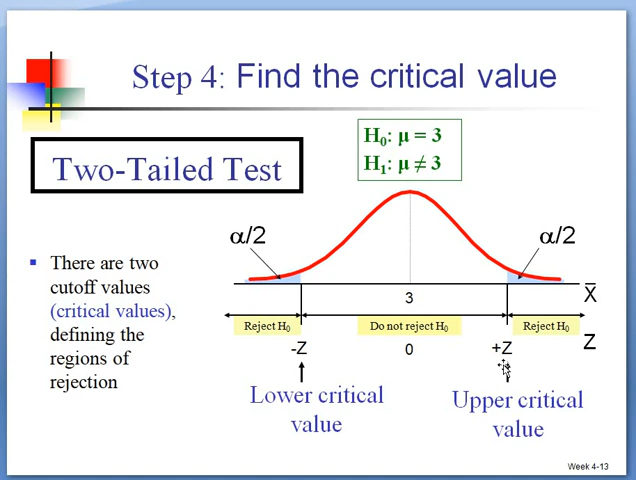 Step 4: Find the critical value
H₀: μ = 3
H₁: μ ≠ 3
Two-Tailed Test
α/2
α/2
▪ There are two
cutoff values
(critical values),
defining the
regions of
rejection
3
X̅
Reject H₀
Do not reject H₀
Reject H₀
-Z
0
+Z
Z
Lower critical
value
Upper critical
value
Week 4-13